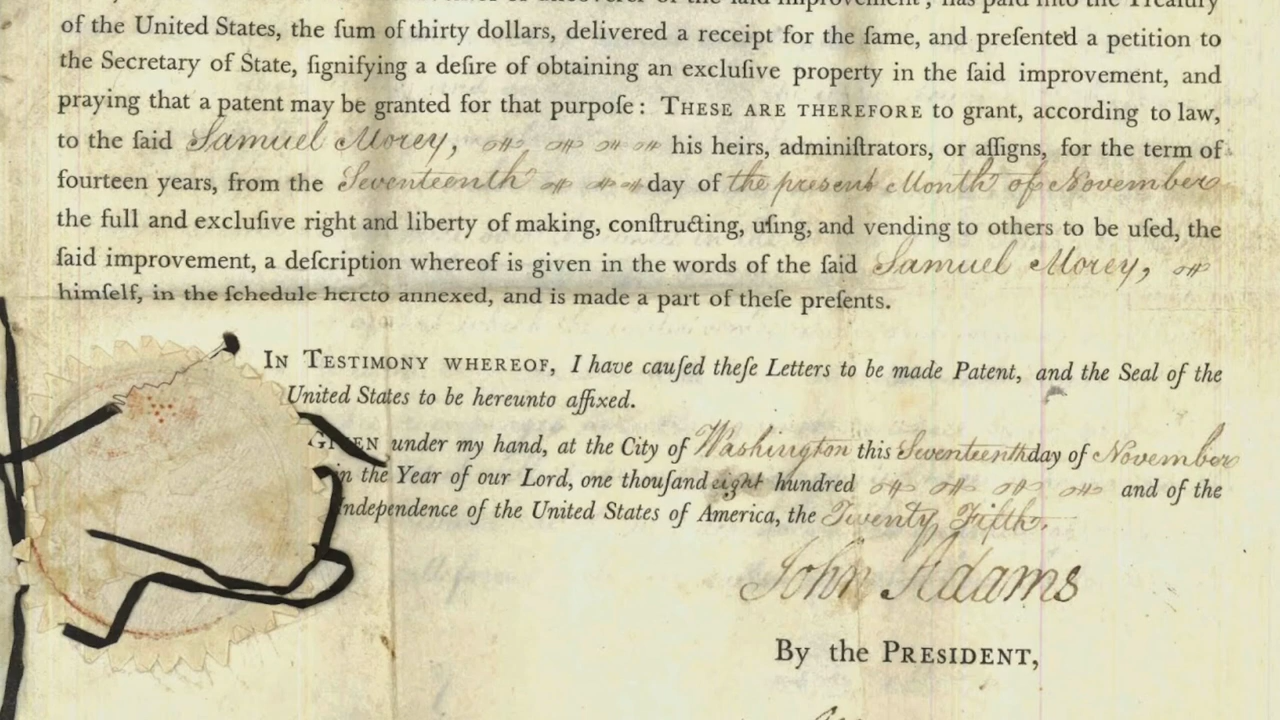 of the said improvement, has paid into the Treasury
of the United States, the ſum of thirty dollars, delivered a receipt for the ſame, and preſented a petition to
the Secretary of State, ſignifying a deſire of obtaining an excluſive property in the ſaid improvement, and
praying that a patent may be granted for that purpoſe: THESE ARE THEREFORE to grant, according to law,
to the ſaid Samuel Morey, his heirs, adminiſtrators, or aſſigns, for the term of
fourteen years, from the Seventeenth day of the present Month of November
the full and excluſive right and liberty of making, conſtructing, uſing, and vending to others to be uſed, the
ſaid improvement, a deſcription whereof is given in the words of the ſaid Samuel Morey,
himſelf, in the ſchedule hereto annexed, and is made a part of theſe preſents.
IN TESTIMONY WHEREOF, I have cauſed theſe Letters to be made Patent, and the Seal of the
United States to be hereunto affixed.
GIVEN under my hand, at the City of Washington this Seventeenth day of November
in the Year of our Lord, one thouſand eight hundred and of the
Independence of the United States of America, the Twenty Fifth.
John Adams
By the PRESIDENT,